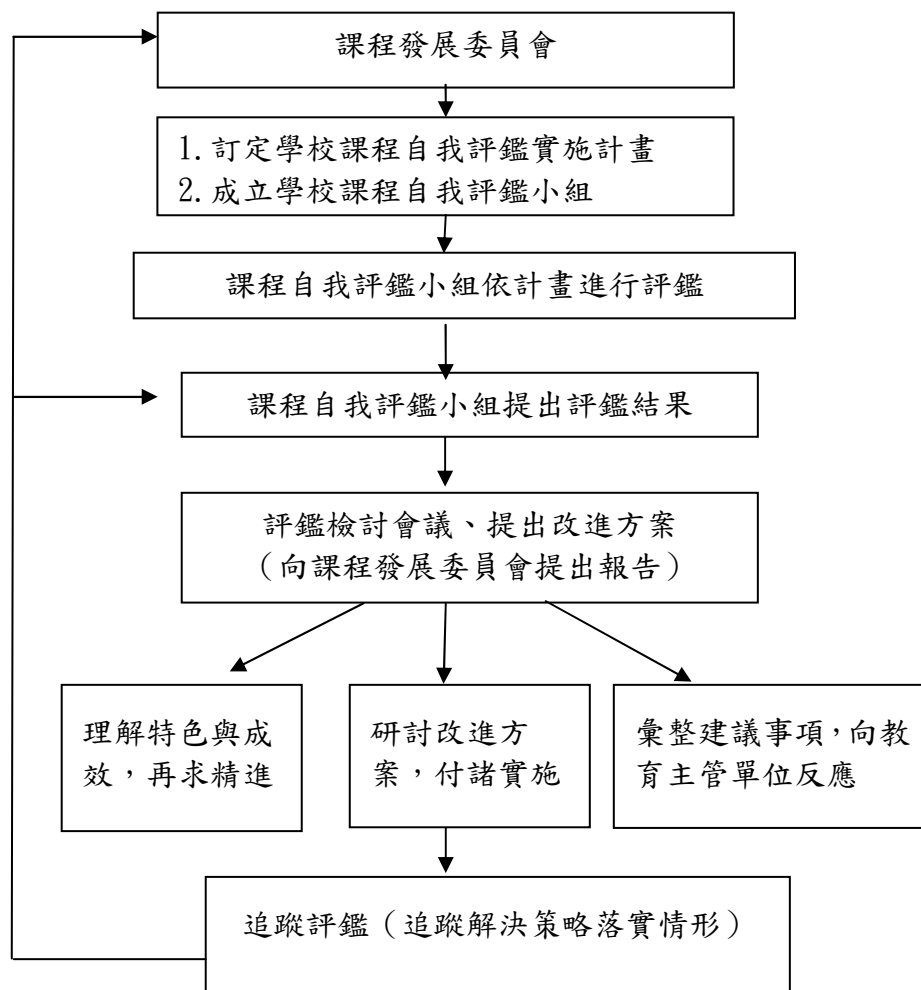 課程發展委員會
1.訂定學校課程自我評鑑實施計畫
2.成立學校課程自我評鑑小組
課程自我評鑑小組依計畫進行評鑑
課程自我評鑑小組提出評鑑結果
評鑑檢討會議、提出改進方案
（向課程發展委員會提出報告）
理解特色與成
效，再求精進
研討改進方
案，付諸實施
彙整建議事項，向教
育主管單位反應
追蹤評鑑（追蹤解決策略落實情形）